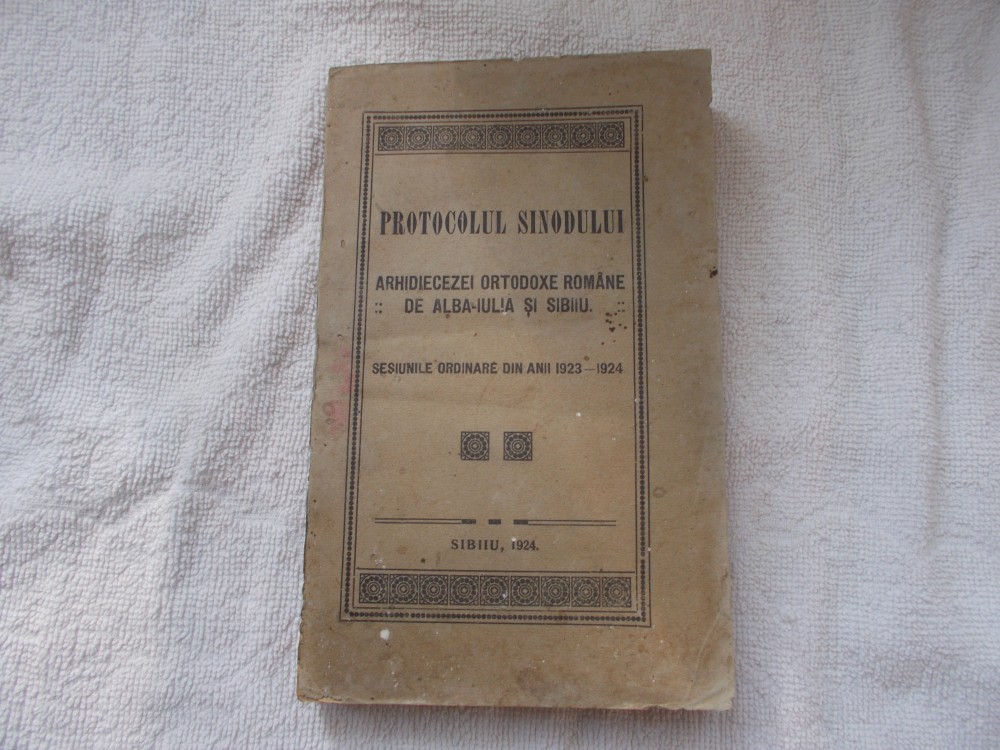 PROTOCOLUL SINODULUI
ARHIDIECEZEI ORTODOXE ROMÂNE
:: DE ALBA-IULIA ȘI SIBIIU. ::
SESIUNILE ORDINARE DIN ANII 1923—1924
SIBIIU, 1924.